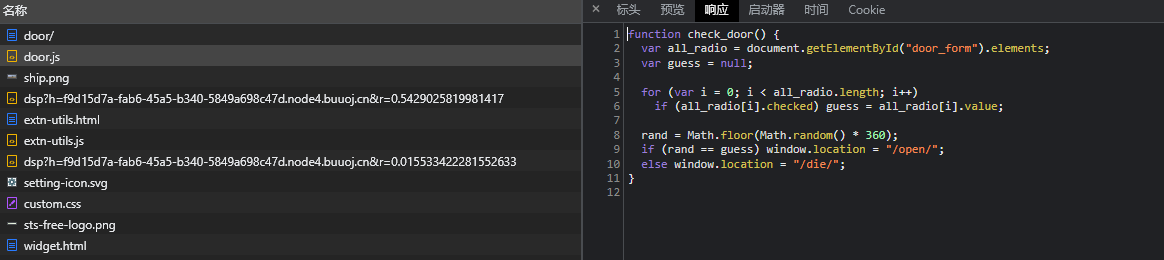 名称
door/
door.js
ship.png
dsp?h=f9d15d7a-fab6-45a5-b340-5849a698c47d.node4.buuoj.cn&r=0.5429025819981417
extn-utils.html
extn-utils.js
dsp?h=f9d15d7a-fab6-45a5-b340-5849a698c47d.node4.buuoj.cn&r=0.015533422281552633
setting-icon.svg
custom.css
sts-free-logo.png
widget.html
× 标头 预览 响应 启动器 时间 Cookie
1 function check_door() {
2 var all_radio = document.getElementById("door_form").elements;
3 var guess = null;
4
5 for (var i = 0; i < all_radio.length; i++)
6 if (all_radio[i].checked) guess = all_radio[i].value;
7
8 rand = Math.floor(Math.random() * 360);
9 if (rand == guess) window.location = "/open/";
10 else window.location = "/die/";
11 }
12